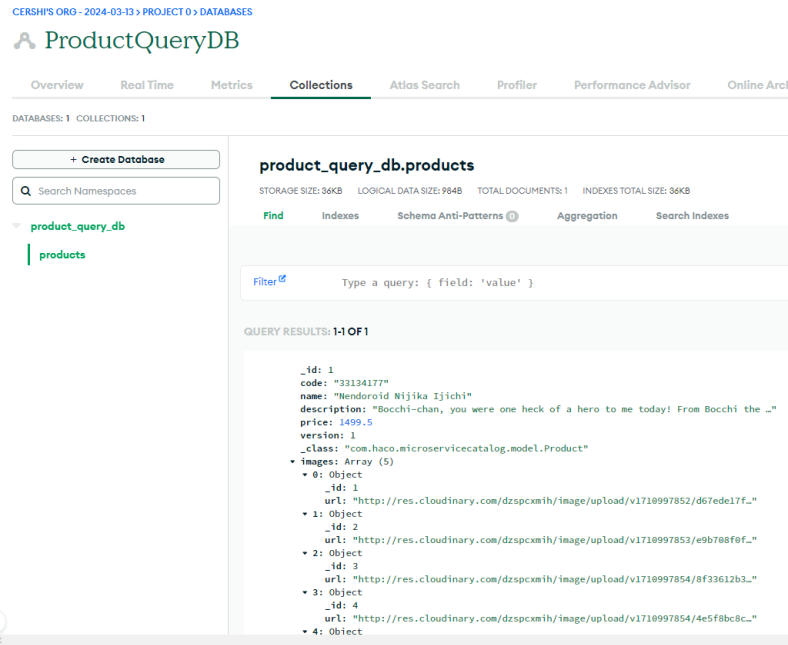 CERSHI'S ORG - 2024-03-13 > PROJECT 0 > DATABASES
ProductQueryDB
Overview Real Time Metrics Collections Atlas Search Profiler Performance Advisor Online Arch
DATABASES: 1 COLLECTIONS: 1
+ Create Database
Search Namespaces
product_query_db
products
product_query_db.products
STORAGE SIZE: 36KB LOGICAL DATA SIZE: 984B TOTAL DOCUMENTS: 1 INDEXES TOTAL SIZE: 36KB
Find Indexes Schema Anti-Patterns 0 Aggregation Search Indexes
Filter Type a query: { field: 'value' }
QUERY RESULTS: 1-1 OF 1
_id: 1
code: "33134177"
name: "Nendoroid Nijika Ijichi"
description: "Bocchi-chan, you were one heck of a hero to me today! From Bocchi the …"
price: 1499.5
version: 1
_class: "com.haco.microservicecatalog.model.Product"
images: Array (5)
0: Object
_id: 1
url: "http://res.cloudinary.com/dzspcxmih/image/upload/v1710997852/d67ede17f…"
1: Object
_id: 2
url: "http://res.cloudinary.com/dzspcxmih/image/upload/v1710997853/e9b708f0f…"
2: Object
_id: 3
url: "http://res.cloudinary.com/dzspcxmih/image/upload/v1710997854/8f33612b3…"
3: Object
_id: 4
url: "http://res.cloudinary.com/dzspcxmih/image/upload/v1710997854/4e5f8bc8c…"
4: Object